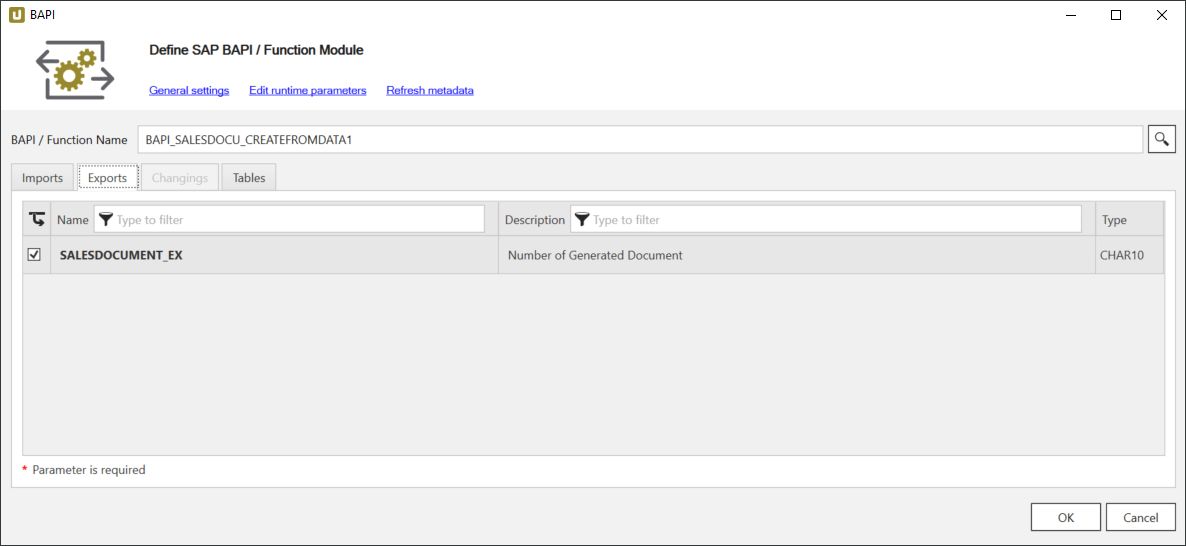 BAPI
Define SAP BAPI / Function Module
General settings Edit runtime parameters Refresh metadata
BAPI / Function Name BAPI_SALESDOCU_CREATEFROMDATA1
Imports Exports Changings Tables
Name Type to filter Description Type to filter Type
SALESDOCUMENT_EX Number of Generated Document CHAR10
* Parameter is required
OK Cancel